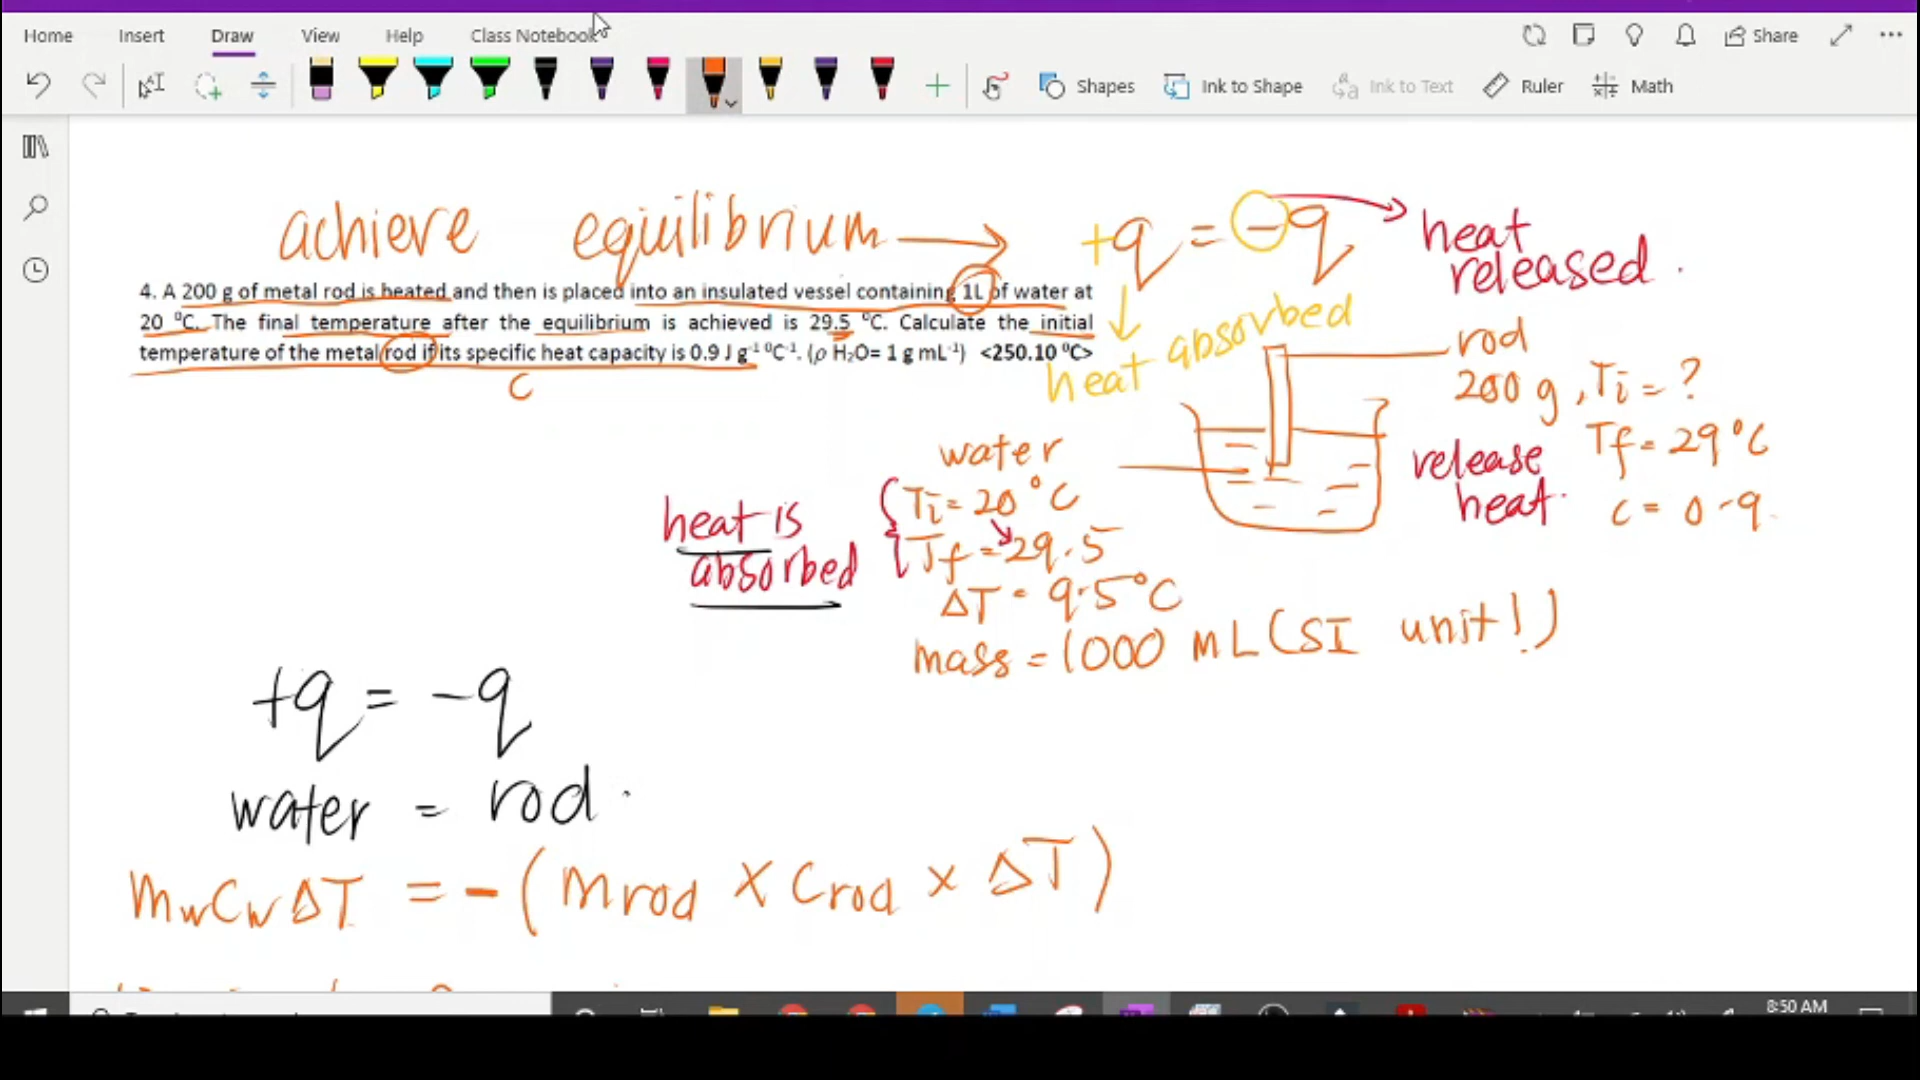 Home Insert Draw View Help Class Notebook Share
Shapes Ink to Shape Ink to Text Ruler Math
achieve equilibrium → +q = -q
heat released.
4. A 200 g of metal rod is heated and then is placed into an insulated vessel containing 1L of water at
20 ⁰C. The final temperature after the equilibrium is achieved is 29.5 ⁰C. Calculate the initial
temperature of the metal rod if its specific heat capacity is 0.9 J g⁻¹ ⁰C⁻¹. (ρ H₂O= 1 g mL⁻¹) <250.10 ⁰C>
c
heat absorbed
rod
200 g, Ti = ?
Tf = 29°C
c = 0.9
release
heat.
water
Ti = 20°C
Tf = 29.5
ΔT = 9.5°C
mass = 1000 mL (SI unit!)
heat is
absorbed
+q = -q
water = rod.
mwCwΔT = -(mrod x Crod x ΔT)
8:50 AM